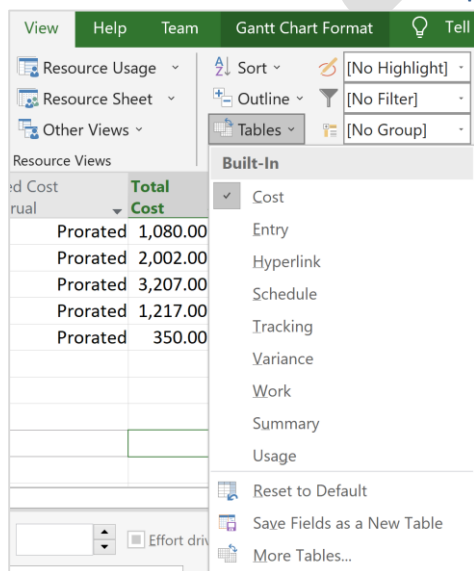 View Help Team Gantt Chart Format Tell
Resource Usage Sort [No Highlight]
Resource Sheet Outline [No Filter]
Other Views Tables [No Group]
Resource Views
Built-In
ed Cost Total
rual Cost
Prorated 1,080.00
Prorated 2,002.00
Prorated 3,207.00
Prorated 1,217.00
Prorated 350.00
Cost
Entry
Hyperlink
Schedule
Tracking
Variance
Work
Summary
Usage
Reset to Default
Save Fields as a New Table
More Tables...
Effort driv